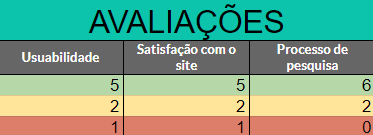 AVALIAÇÕES
Usuabilidade Satisfação com o site Processo de pesquisa
5 5 6
2 2 2
1 1 0